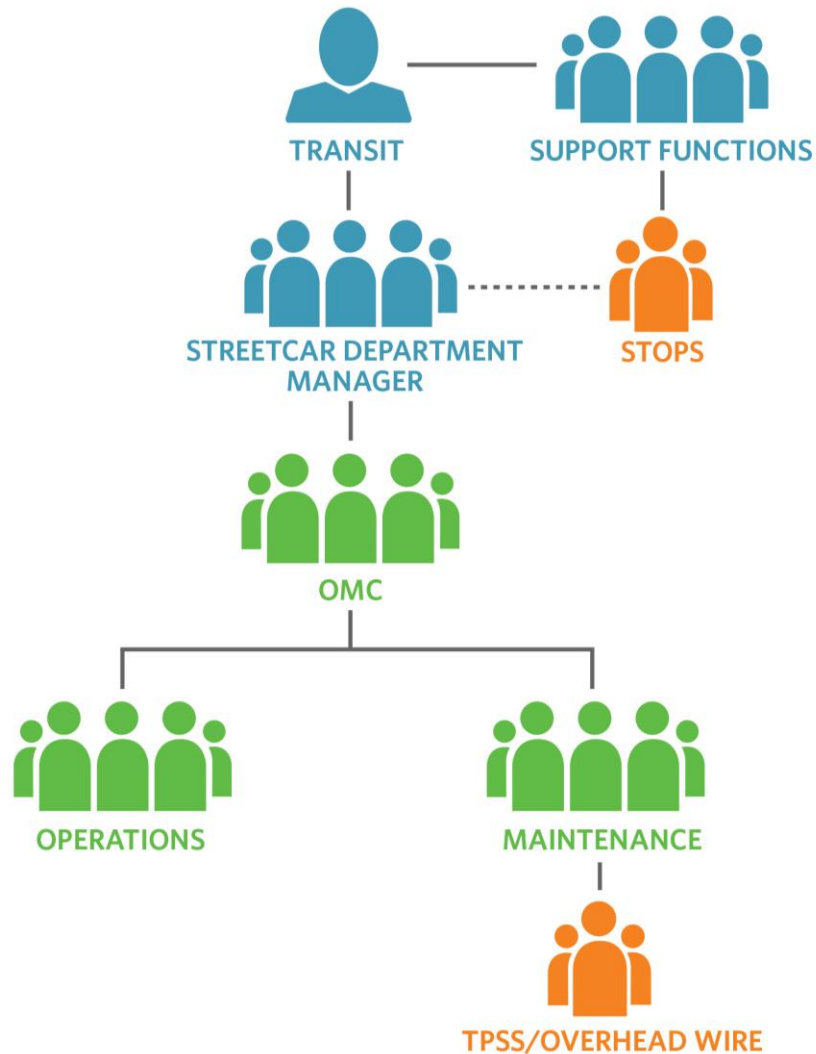 TRANSIT
SUPPORT FUNCTIONS
STREETCAR DEPARTMENT
MANAGER
STOPS
OMC
OPERATIONS
MAINTENANCE
TPSS/OVERHEAD WIRE